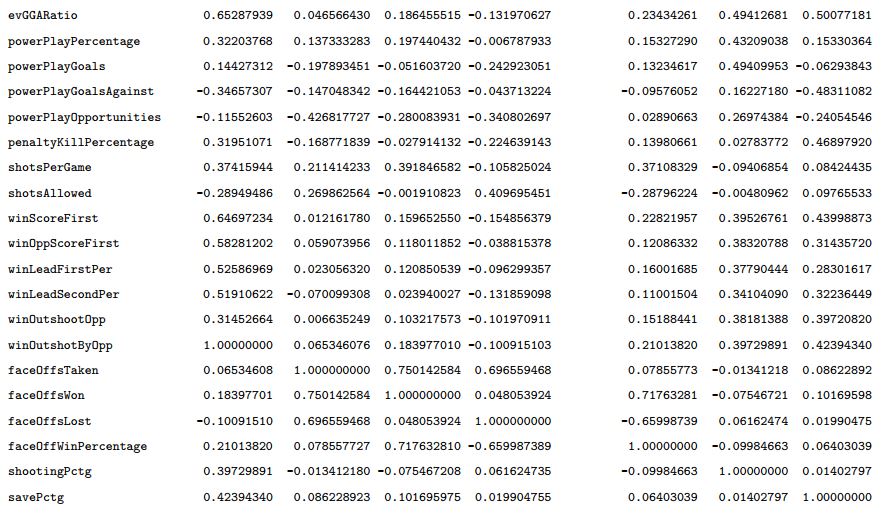 evGGARatio 0.65287939 0.046566430 0.186455515 -0.131970627 0.23434261 0.49412681 0.50077181
powerPlayPercentage 0.32203768 0.137333283 0.197440432 -0.006787933 0.15327290 0.43209038 0.15330364
powerPlayGoals 0.14427312 -0.197893451 -0.051603720 -0.242923051 0.13234617 0.49409953 -0.06293843
powerPlayGoalsAgainst -0.34657307 -0.147048342 -0.164421053 -0.043713224 -0.09576052 0.16227180 -0.48311082
powerPlayOpportunities -0.11552603 -0.426817727 -0.280083931 -0.340802697 0.02890663 0.26974384 -0.24054546
penaltyKillPercentage 0.31951071 -0.168771839 -0.027914132 -0.224639143 0.13980661 0.02783772 0.46897920
shotsPerGame 0.37415944 0.211414233 0.391846582 -0.105825024 0.37108329 -0.09406854 0.08424435
shotsAllowed -0.28949486 0.269862564 -0.001910823 0.409695451 -0.28796224 -0.00480962 0.09765533
winScoreFirst 0.64697234 0.012161780 0.159652550 -0.154856379 0.22821957 0.39526761 0.43998873
winOppScoreFirst 0.58281202 0.059073956 0.118011852 -0.038815378 0.12086332 0.38320788 0.31435720
winLeadFirstPer 0.52586969 0.023056320 0.120850539 -0.096299357 0.16001685 0.37790444 0.28301617
winLeadSecondPer 0.51910622 -0.070099308 0.023940027 -0.131859098 0.11001504 0.34104090 0.32236449
winOutshootOpp 0.31452664 0.006635249 0.103217573 -0.101970911 0.15188441 0.38181388 0.39720820
winOutshotByOpp 1.00000000 0.065346076 0.183977010 -0.100915103 0.21013820 0.39729891 0.42394340
faceOffsTaken 0.06534608 1.000000000 0.750142584 0.696559468 0.07855773 -0.01341218 0.08622892
faceOffsWon 0.18397701 0.750142584 1.000000000 0.048053924 0.71763281 -0.07546721 0.10169598
faceOffsLost -0.10091510 0.696559468 0.048053924 1.000000000 -0.65998739 0.06162474 0.01990475
faceOffWinPercentage 0.21013820 0.078557727 0.717632810 -0.659987389 1.00000000 -0.09984663 0.06403039
shootingPctg 0.39729891 -0.013412180 -0.075467208 0.061624735 -0.09984663 1.00000000 0.01402797
savePctg 0.42394340 0.086228923 0.101695975 0.019904755 0.06403039 0.01402797 1.00000000